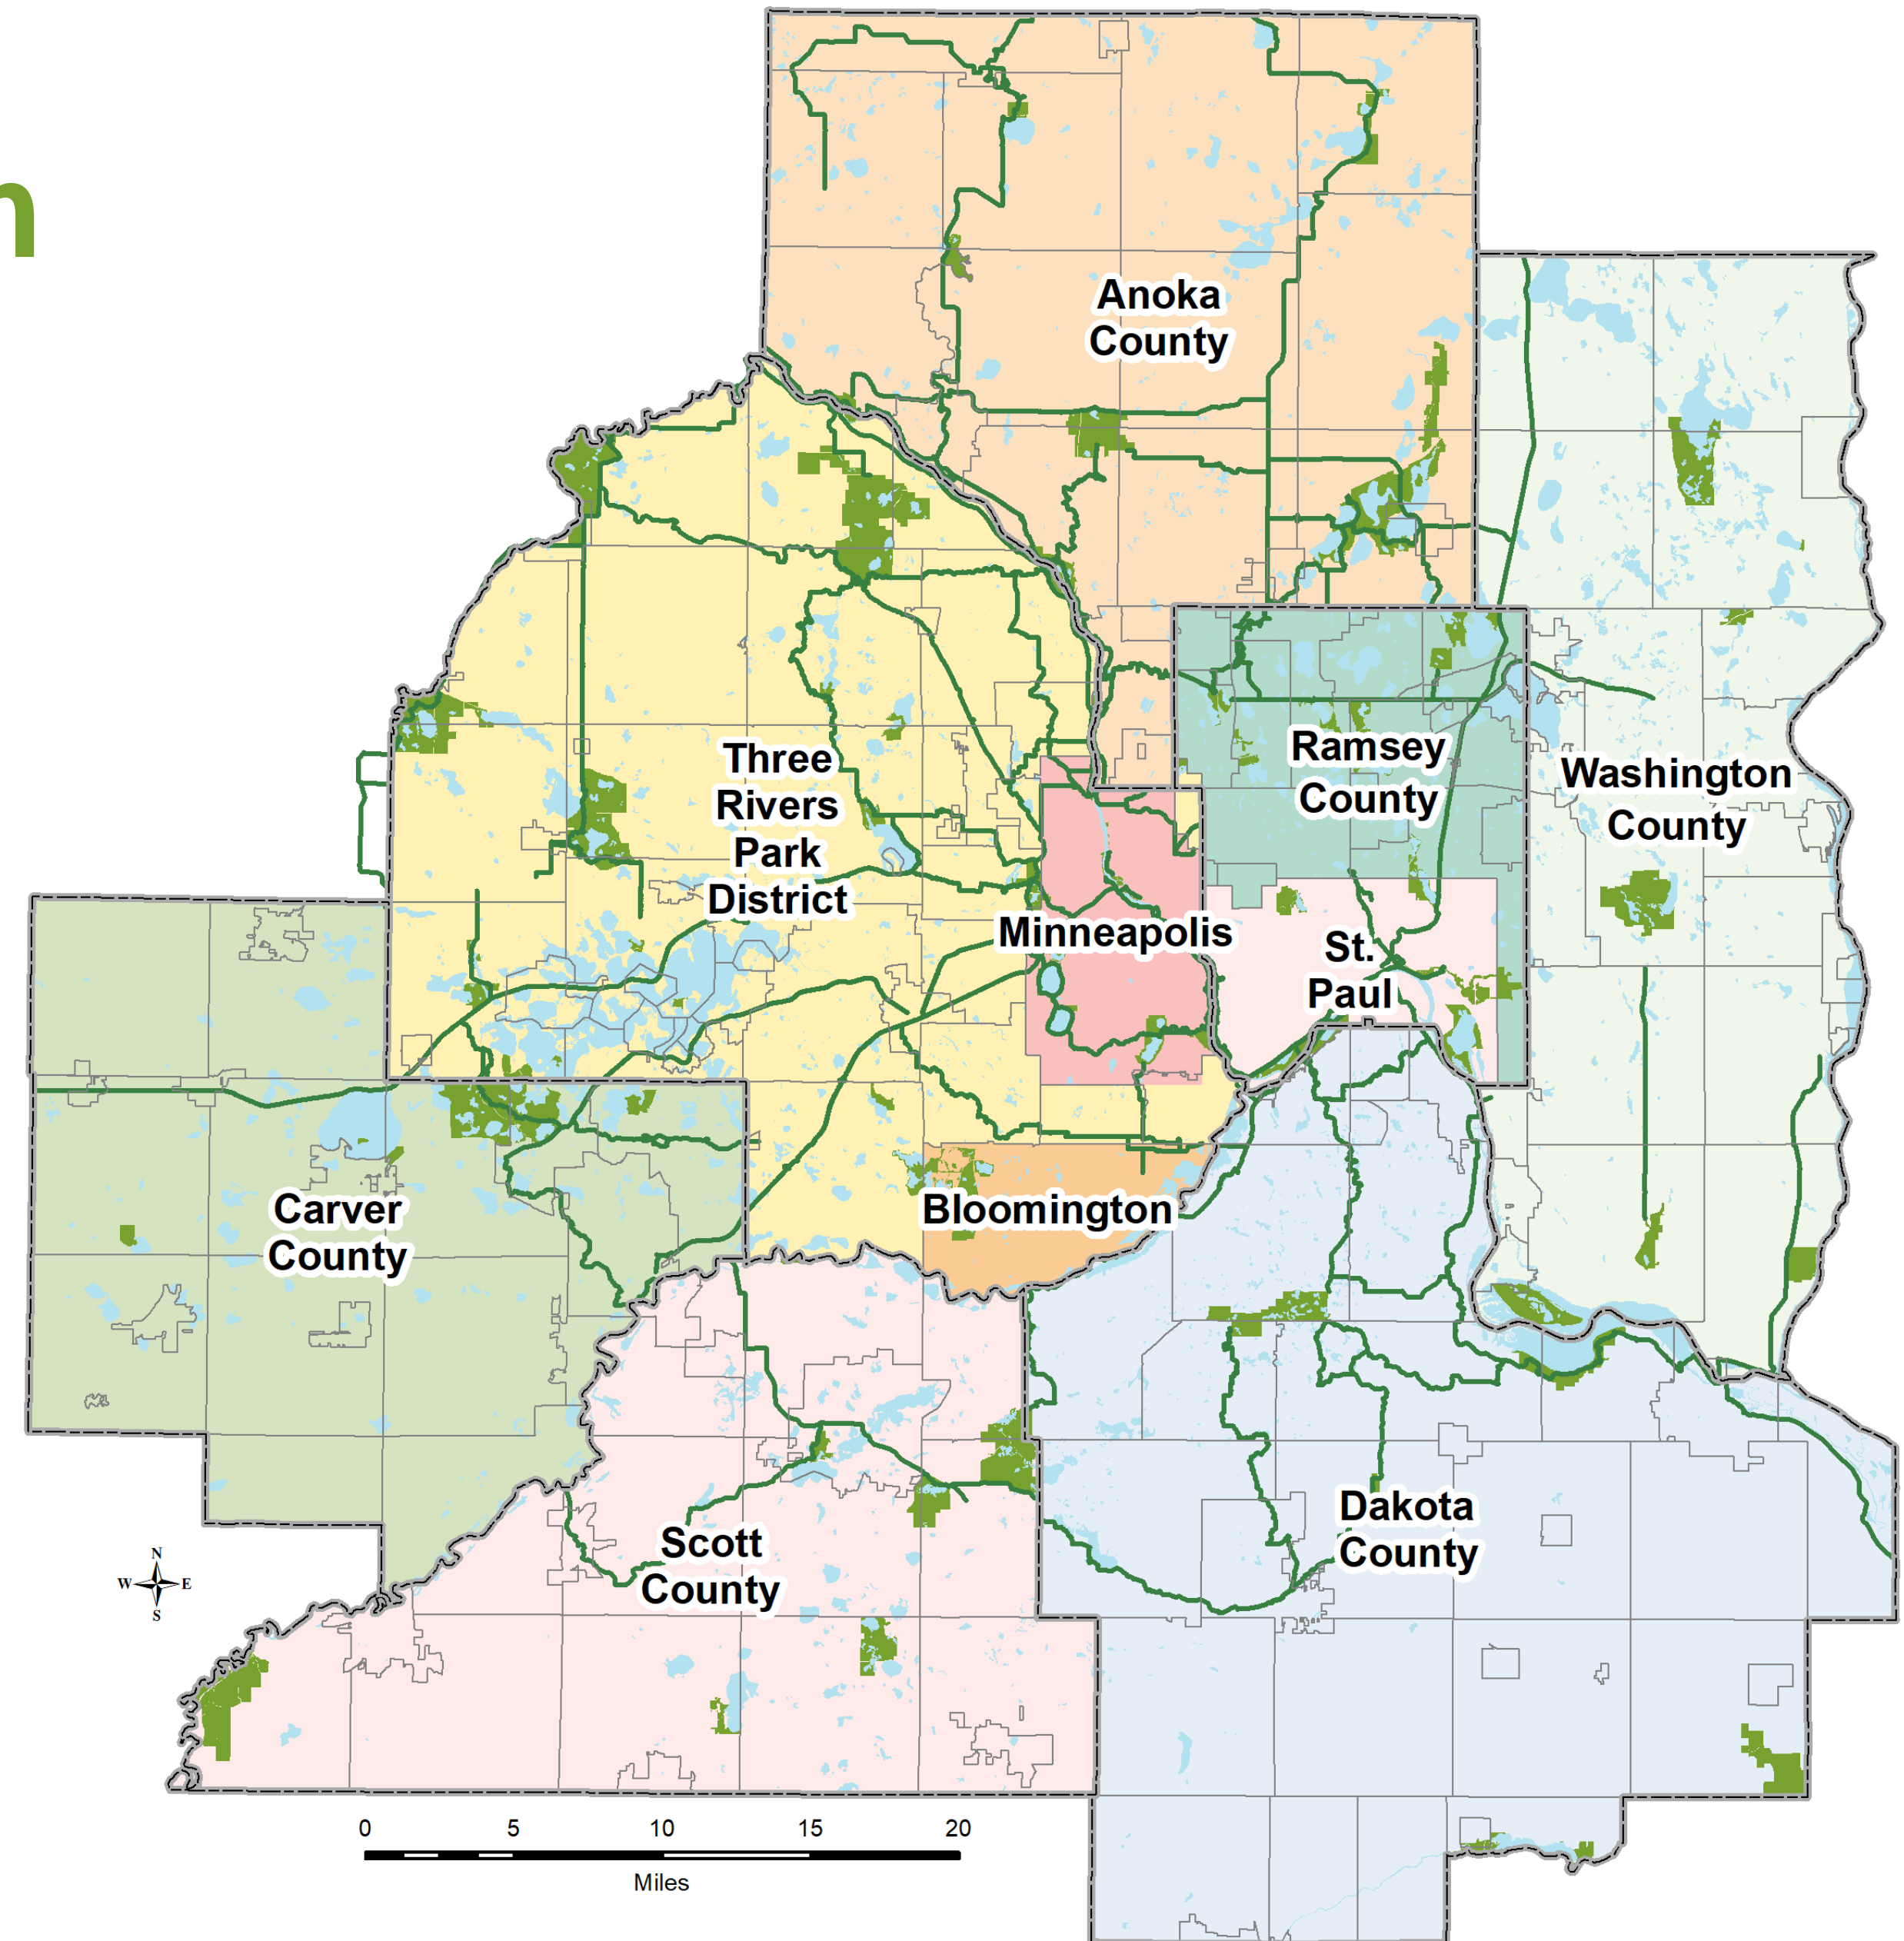 n
Anoka
County
Three
Rivers
Park
District
Ramsey
County
Washington
County
Minneapolis
St.
Paul
Carver
County
Bloomington
Scott
County
Dakota
County
N
W E
S
0 5 10 15 20
Miles